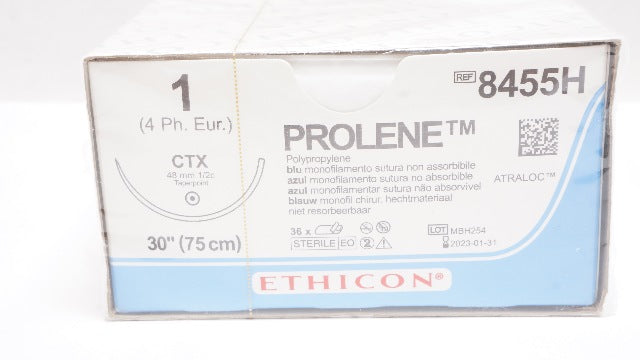 1
(4 Ph. Eur.)
CTX
48 mm 1/2c
Taperpoint
30" (75 cm)
REF 8455H
PROLENE™
Polypropylene
blu monofilamento sutura non assorbibile
azul monofilamento sutura no absorbible
azul monofilamentar sutura não absorvível
blauw monofil chirur. hechtmateriaal
niet resorbeerbaar
ATRALOC™
36 x
STERILE EO
LOT MBH254
2023-01-31
ETHICON®